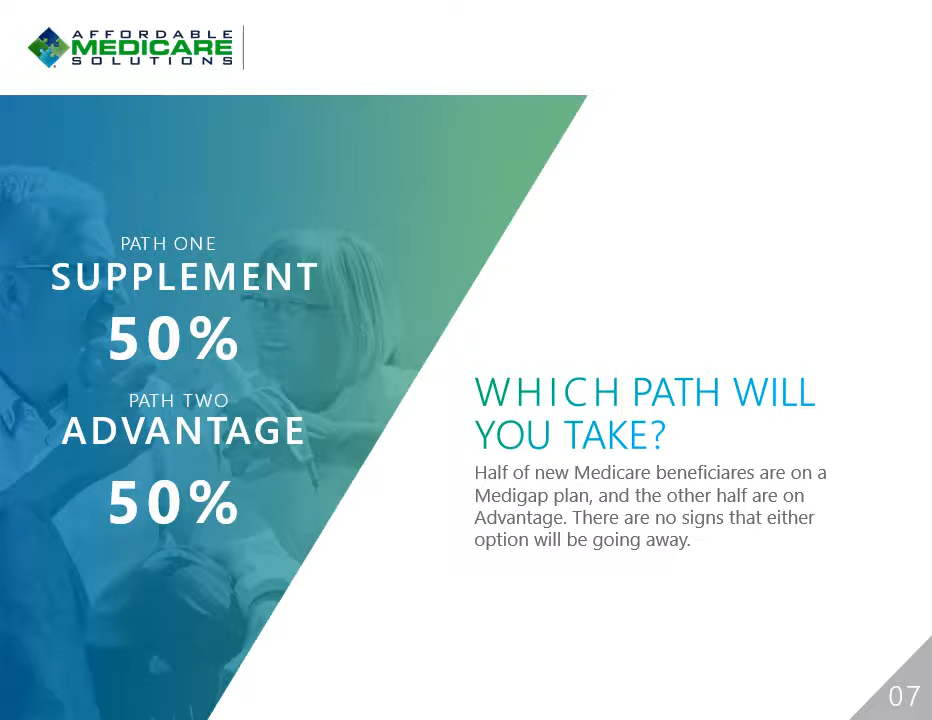 AFFORDABLE
MEDICARE
SOLUTIONS
PATH ONE
SUPPLEMENT
50%
PATH TWO
ADVANTAGE
50%
WHICH PATH WILL
YOU TAKE?
Half of new Medicare beneficiares are on a
Medigap plan, and the other half are on
Advantage. There are no signs that either
option will be going away.
07